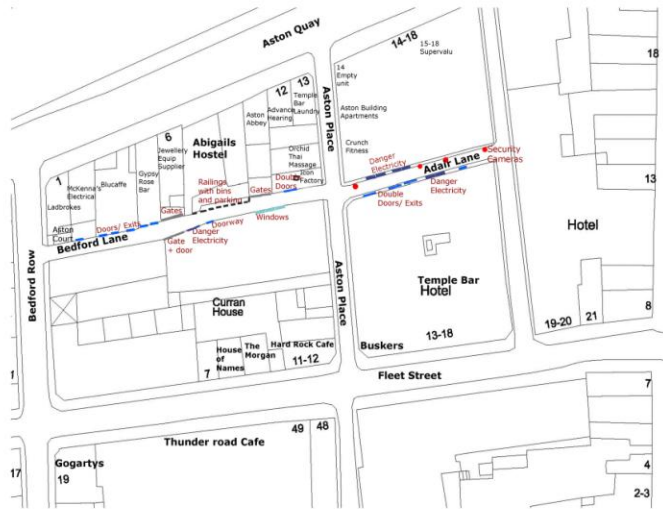 Aston Quay
14-18
15-18
Supervalu
18
14
Empty
unit
Aston Place
13
Temple
Bar
Laundry
12
Advance
Hearing
Aston
Abbey
Aston Building
Apartments
6
Jewellery
Equip
Supplier
Abigails
Hostel
Crunch
Fitness
Orchid
Thai
Massage
Icon
Factory
Danger
Electricity
Adair Lane
Security
Cameras
1
McKenna's
Electrical
Blucaffe
Gypsy
Rose
Bar
Railings
with bins
and parking
Gates
Double
Doors
Danger
Electricity
Double
Doors/ Exits
13
Ladbrokes
Aston
Court
Doors/ Exits
Gates
Doorway
Windows
Bedford Lane
Danger
Electricity
Gate
+ door
Hotel
Bedford Row
Aston Place
Temple Bar
Hotel
Curran
House
13-18
Buskers
19-20
21
8
7
House
of
Names
The
Morgan
Hard Rock Cafe
11-12
Fleet Street
1
7
Thunder road Cafe
49
48
Gogartys
19
17
4
2-3